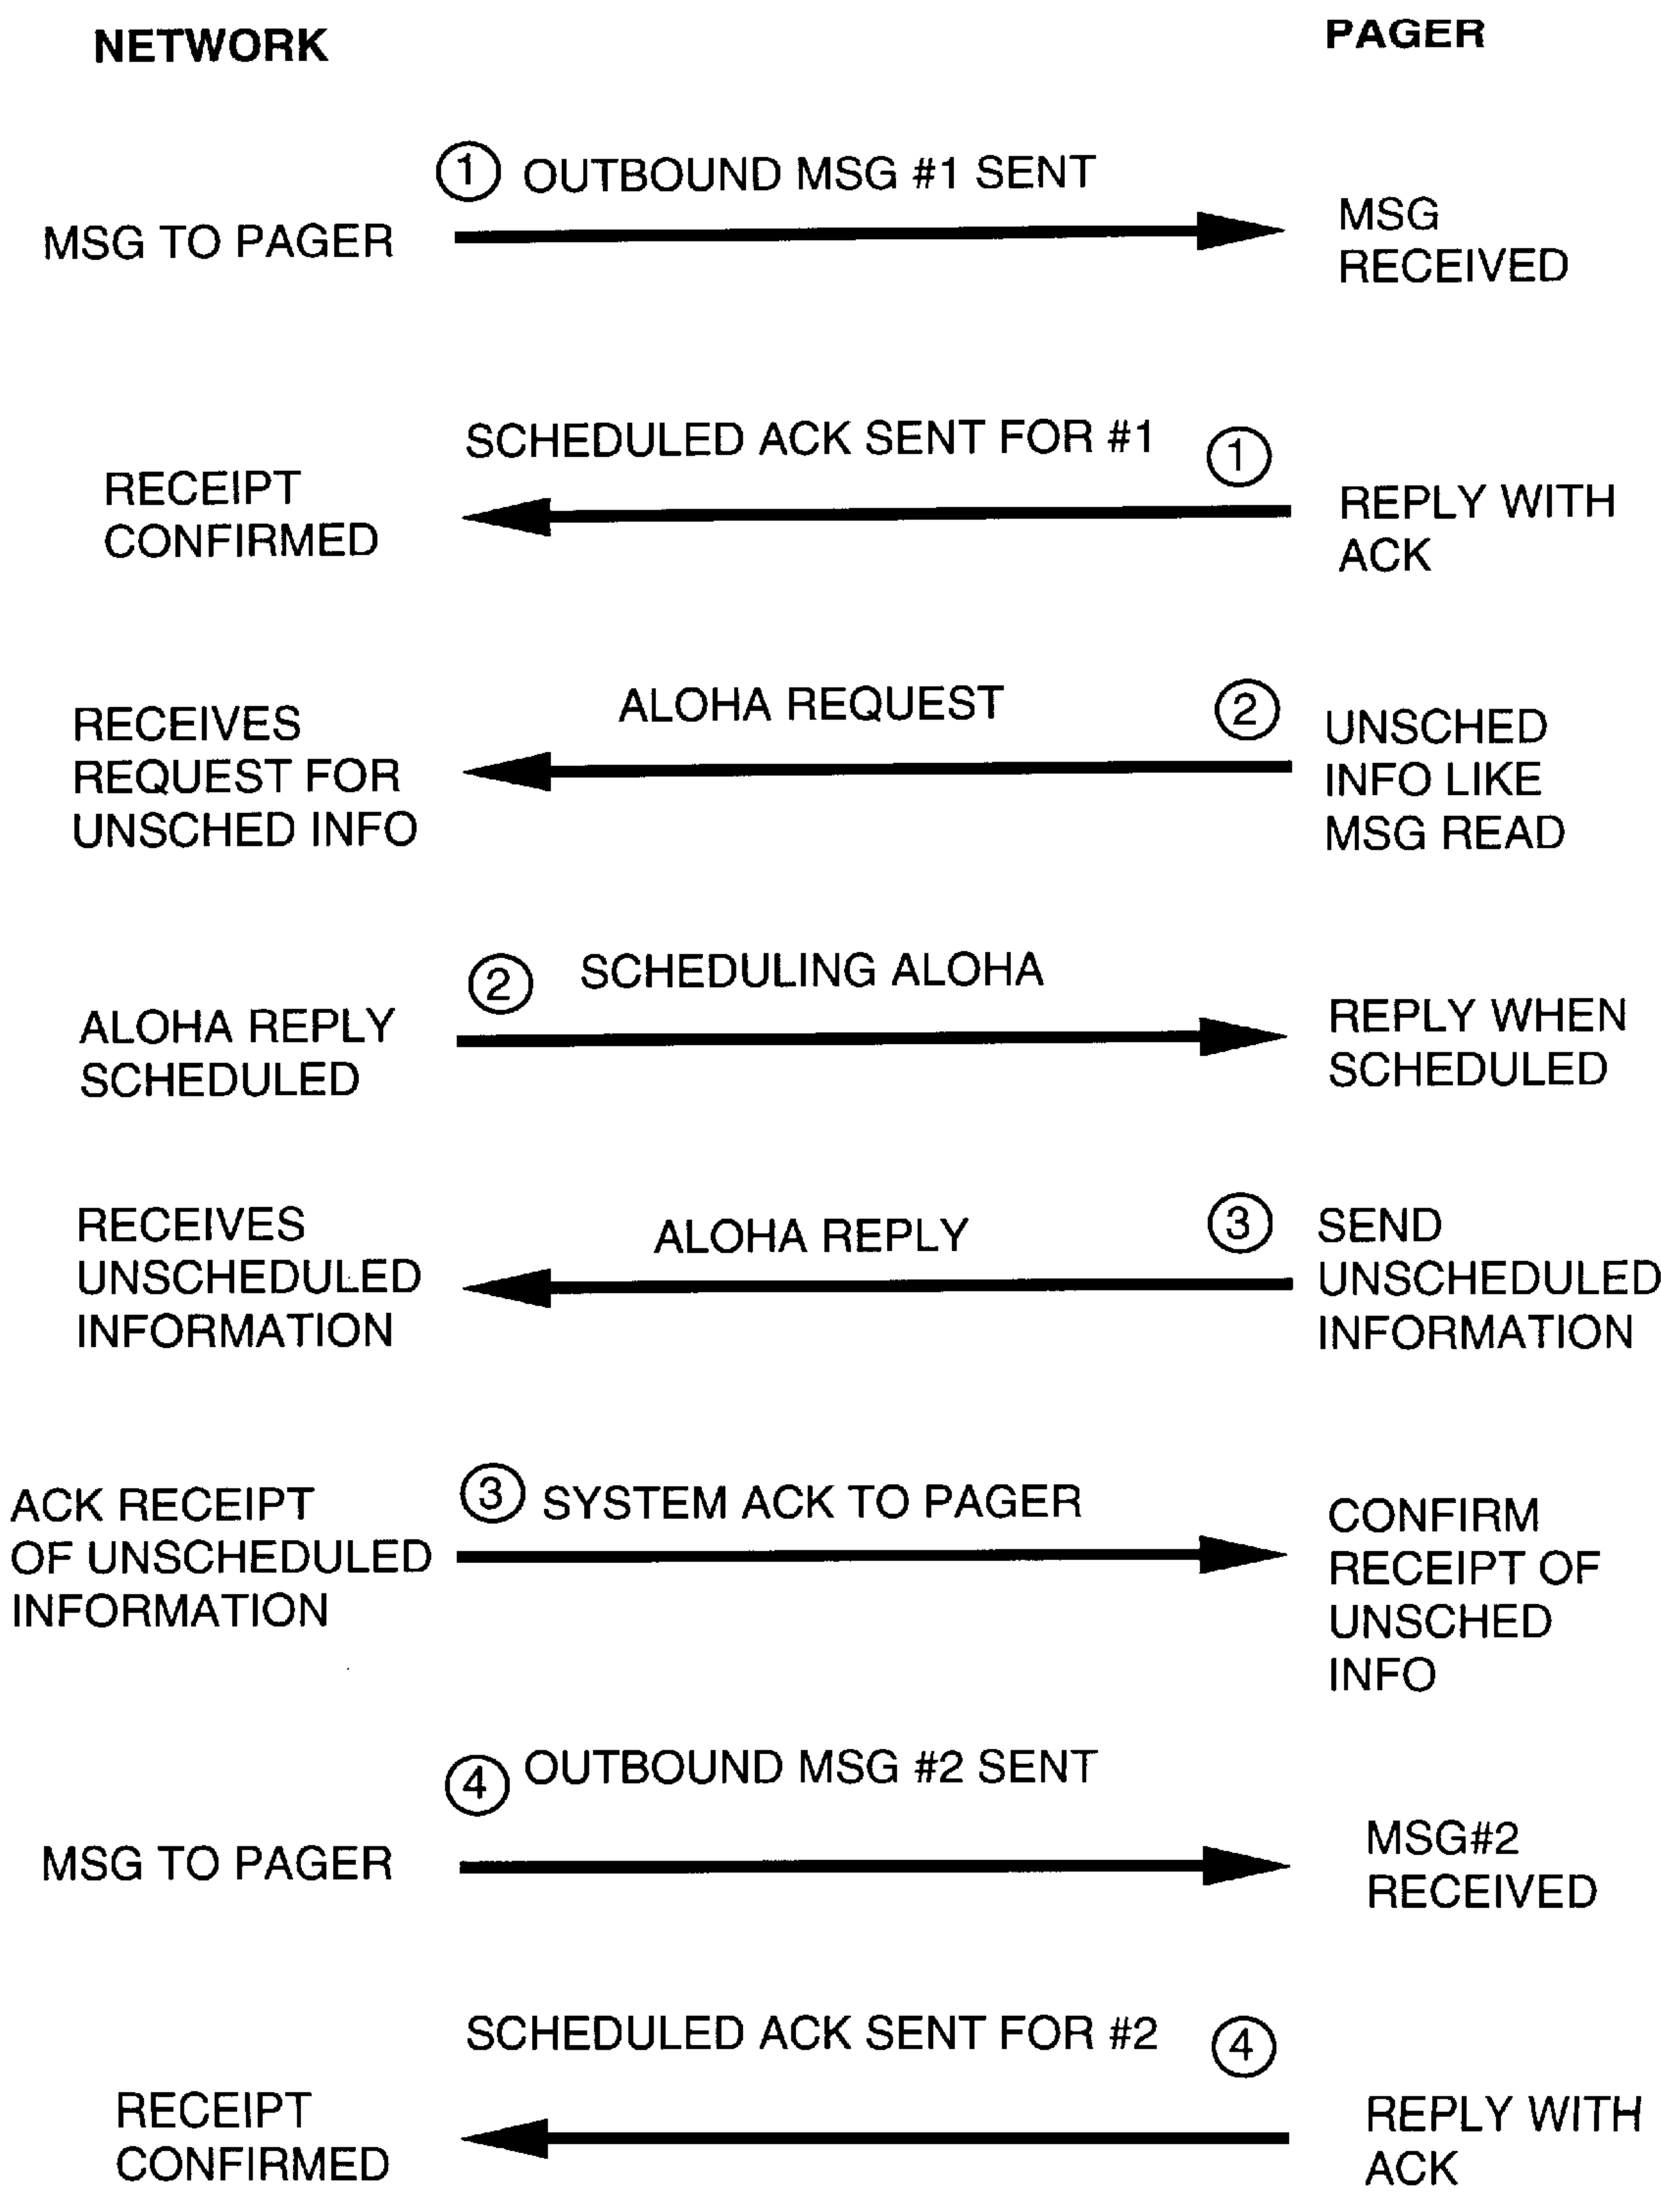 NETWORK
PAGER
① OUTBOUND MSG #1 SENT
MSG TO PAGER
MSG
RECEIVED
SCHEDULED ACK SENT FOR #1 ①
RECEIPT
CONFIRMED
REPLY WITH
ACK
ALOHA REQUEST ②
RECEIVES
REQUEST FOR
UNSCHED INFO
UNSCHED
INFO LIKE
MSG READ
② SCHEDULING ALOHA
ALOHA REPLY
SCHEDULED
REPLY WHEN
SCHEDULED
ALOHA REPLY ③
RECEIVES
UNSCHEDULED
INFORMATION
SEND
UNSCHEDULED
INFORMATION
③ SYSTEM ACK TO PAGER
ACK RECEIPT
OF UNSCHEDULED
INFORMATION
CONFIRM
RECEIPT OF
UNSCHED
INFO
④ OUTBOUND MSG #2 SENT
MSG TO PAGER
MSG#2
RECEIVED
SCHEDULED ACK SENT FOR #2 ④
RECEIPT
CONFIRMED
REPLY WITH
ACK